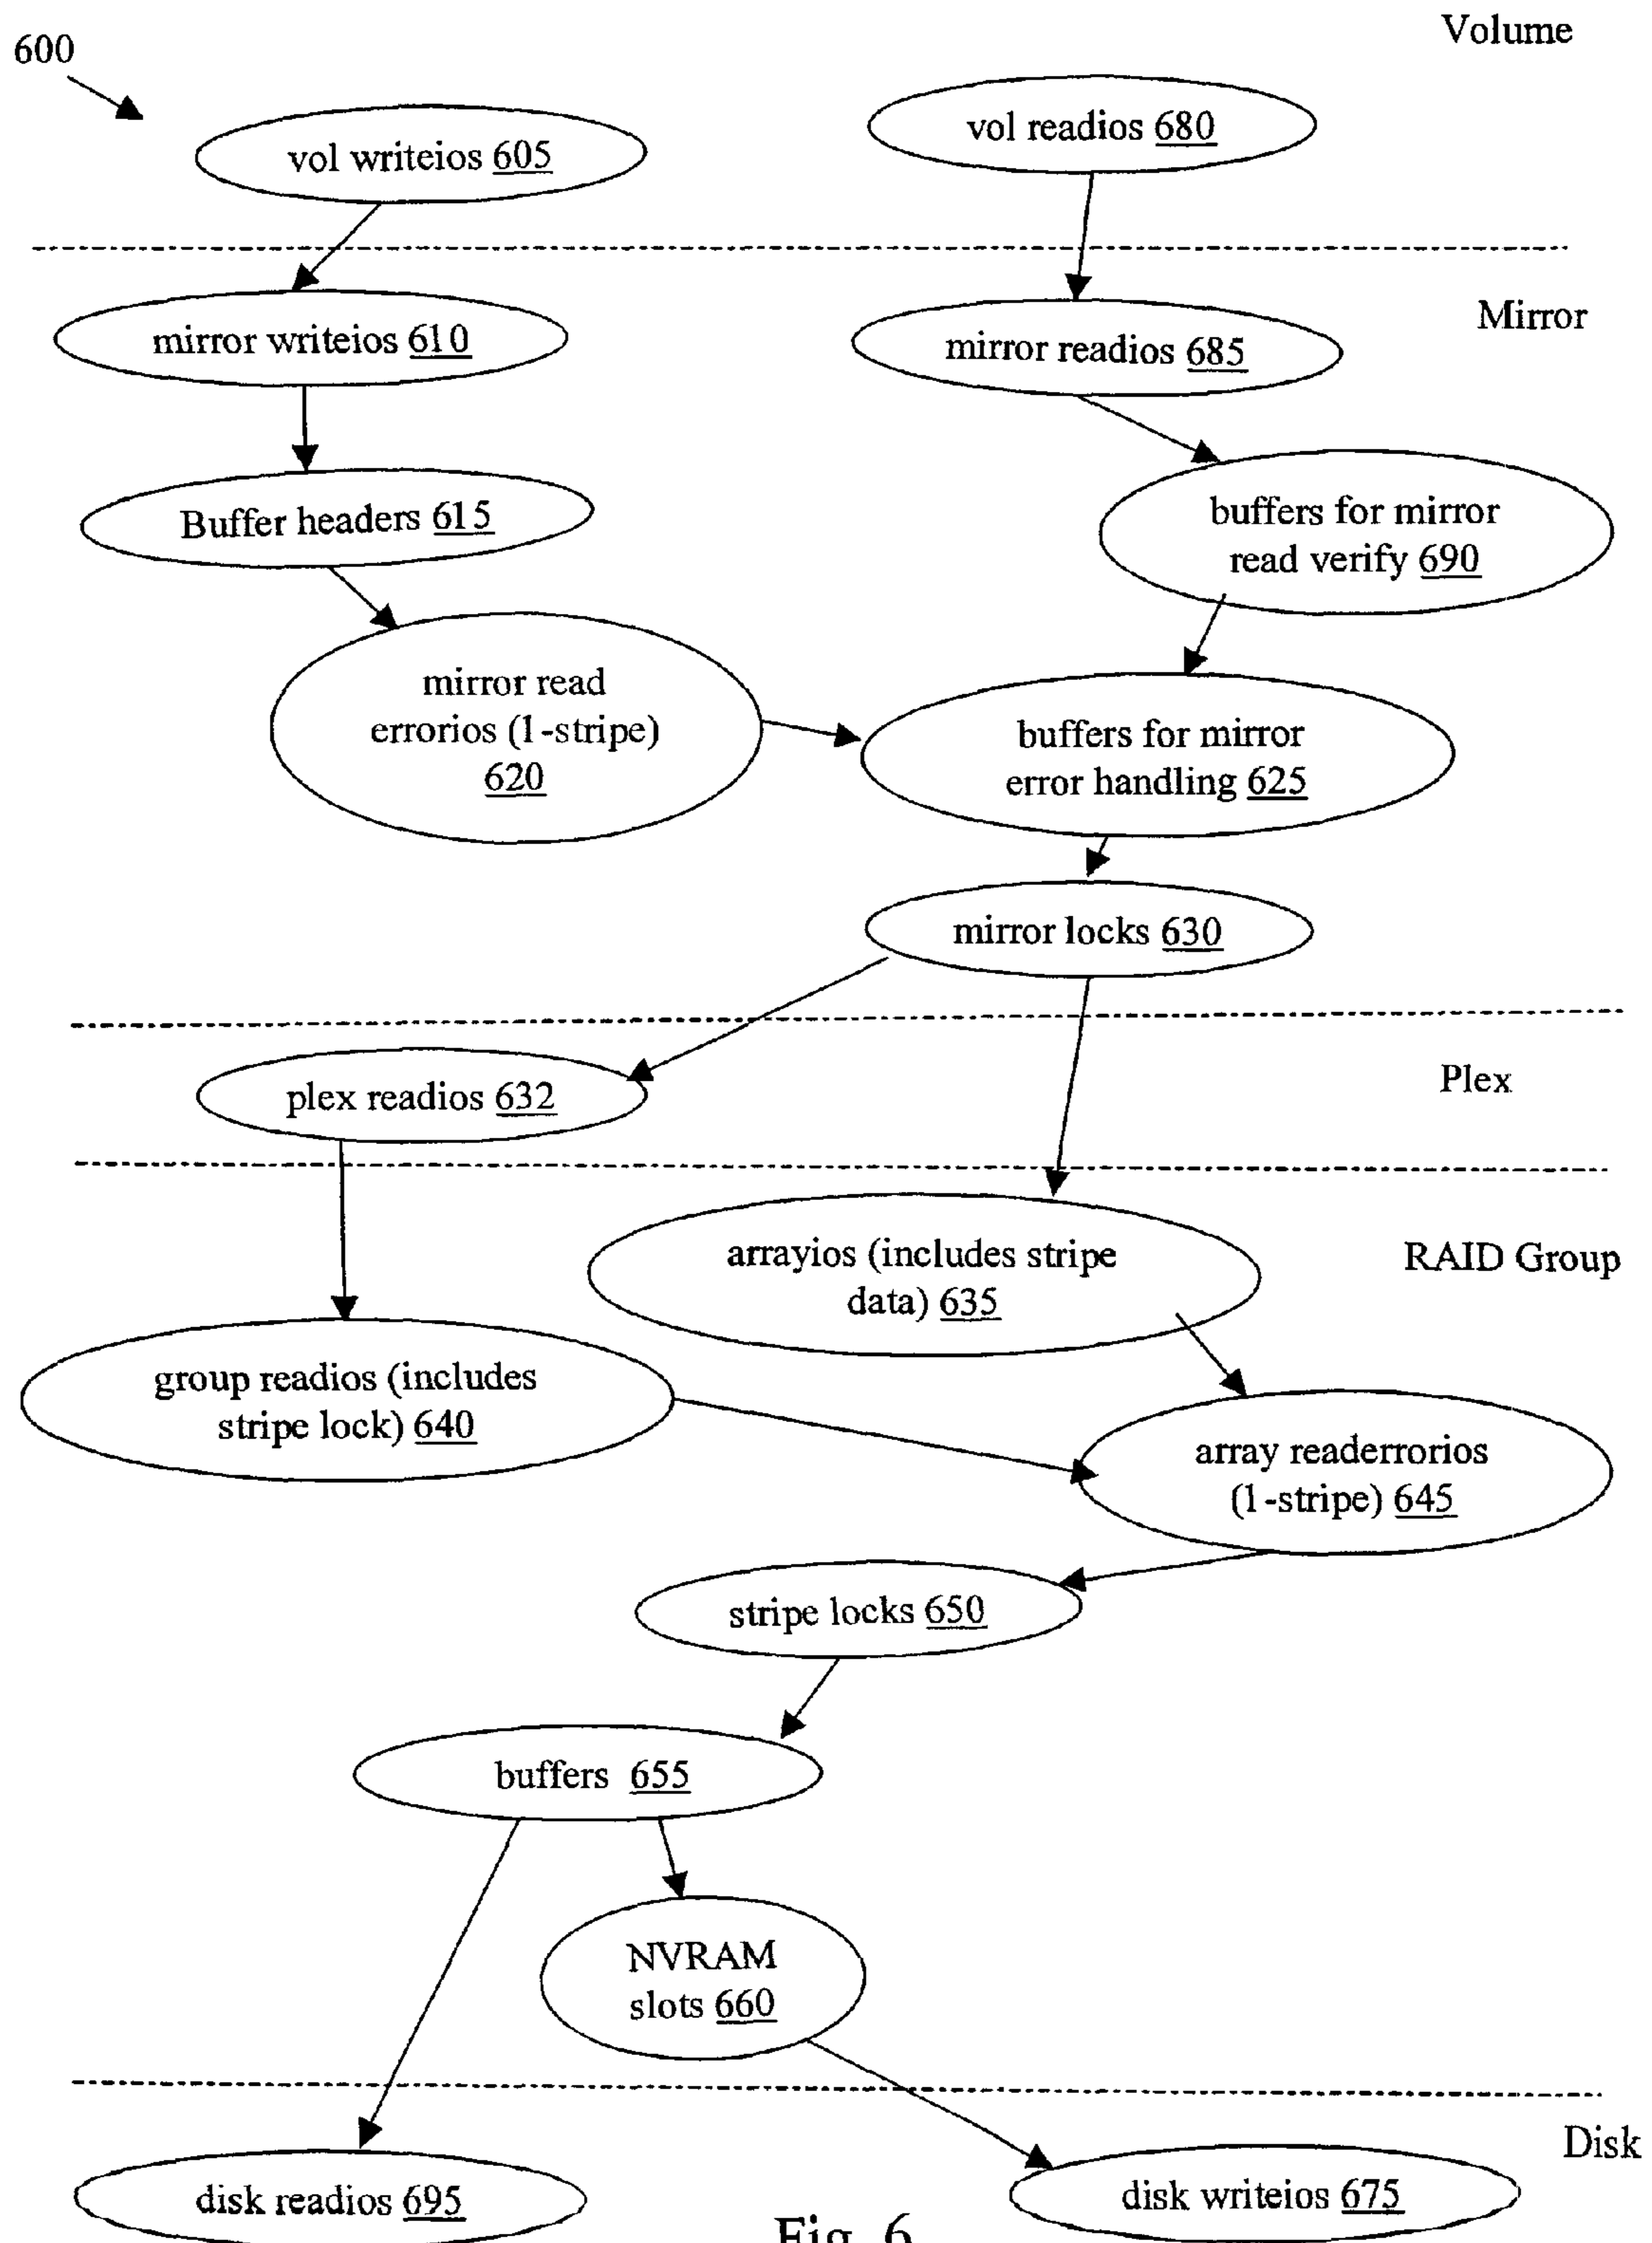 Volume
600
vol writeios 605
vol readios 680
Mirror
mirror writeios 610
mirror readios 685
Buffer headers 615
buffers for mirror
read verify 690
mirror read
errorios (1-stripe)
620
buffers for mirror
error handling 625
mirror locks 630
Plex
plex readios 632
RAID Group
arrayios (includes stripe
data) 635
group readios (includes
stripe lock) 640
array readerrorios
(1-stripe) 645
stripe locks 650
buffers 655
NVRAM
slots 660
Disk
disk readios 695
disk writeios 675
Fig. 6